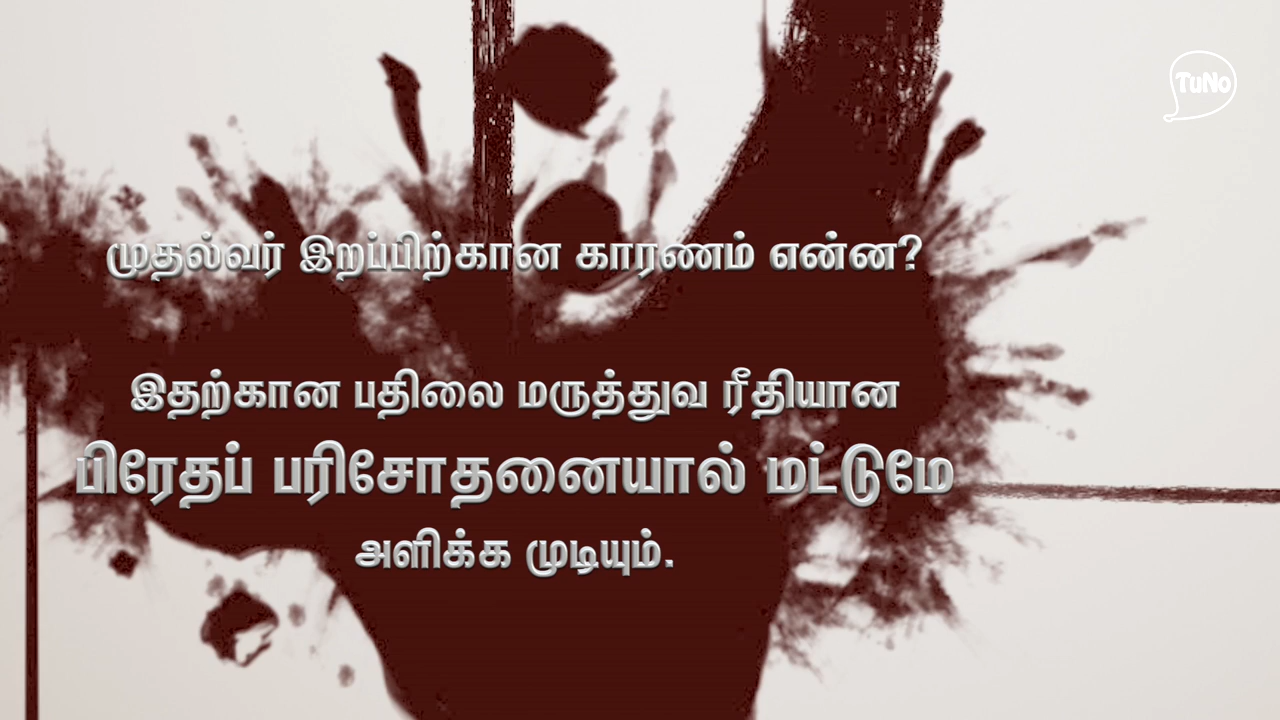 TuNo
முதல்வர் இறப்பிற்கான காரணம் என்ன?
இதற்கான பதிலை மருத்துவ ரீதியான
பிரேதப் பரிசோதனையால் மட்டுமே
அளிக்க முடியும்.